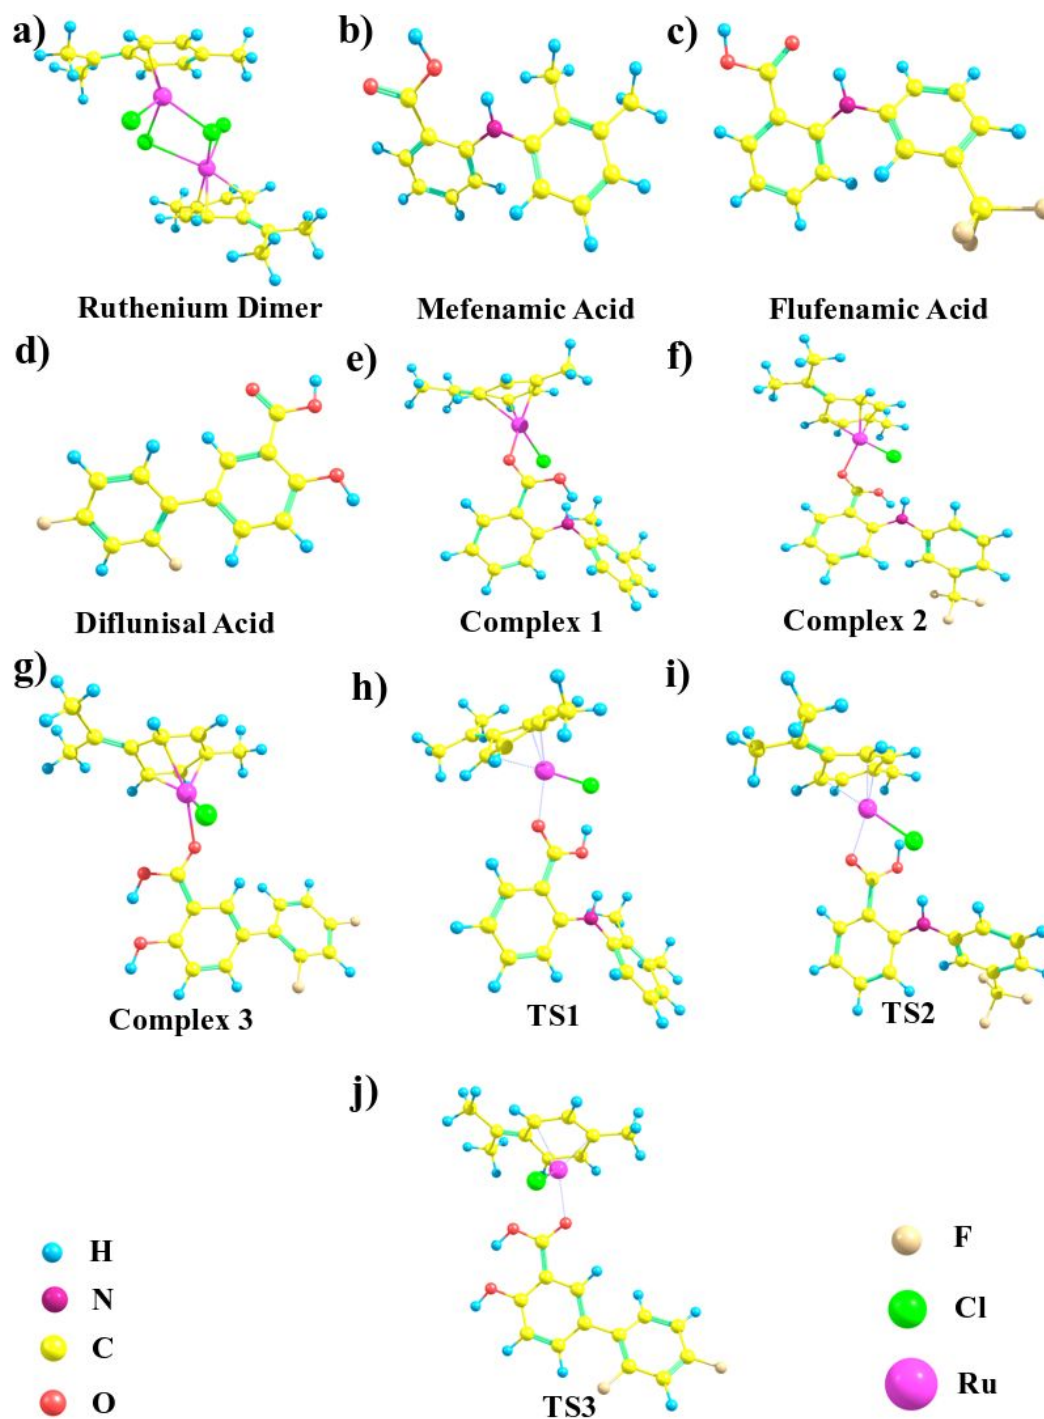 a)
b)
c)
Ruthenium Dimer
Mefenamic Acid
Flufenamic Acid
d)
e)
f)
Diflunisal Acid
Complex 1
Complex 2
g)
h)
i)
Complex 3
TS1
TS2
j)
H
N
C
O
F
Cl
Ru
TS3